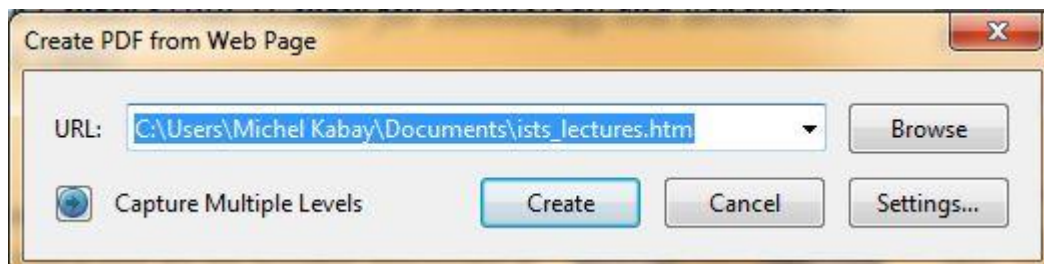 Create PDF from Web Page
URL: C:\Users\Michel Kabay\Documents\ists_lectures.htm Browse
Capture Multiple Levels Create Cancel Settings...